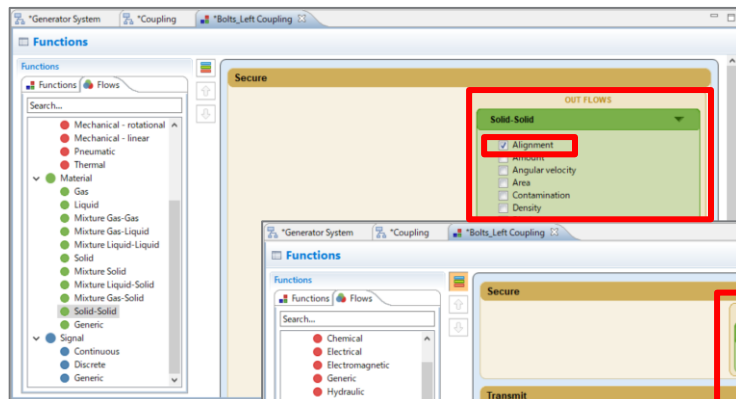 *Generator System
*Coupling
*Bolts_Left Coupling
Functions
Functions
Functions
Flows
Search...
Mechanical - rotational
Mechanical - linear
Pneumatic
Thermal
Material
Gas
Liquid
Mixture Gas-Gas
Mixture Gas-Liquid
Mixture Liquid-Liquid
Solid
Mixture Solid
Mixture Liquid-Solid
Mixture Gas-Solid
Solid-Solid
Generic
Signal
Continuous
Discrete
Generic
Secure
OUT FLOWS
Solid-Solid
Alignment
Amount
Angular velocity
Area
Contamination
Density
*Generator System
*Coupling
*Bolts_Left Coupling
Functions
Functions
Functions
Flows
Search...
Chemical
Electrical
Electromagnetic
Generic
Hydraulic
Secure
Transmit